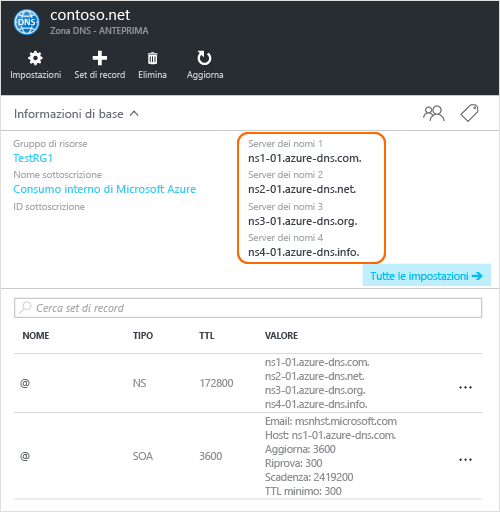 contoso.net
DNS
Zona DNS - ANTEPRIMA
Impostazioni Set di record Elimina Aggiorna
Informazioni di base
Gruppo di risorse
TestRG1
Nome sottoscrizione
Consumo interno di Microsoft Azure
ID sottoscrizione
Server dei nomi 1
ns1-01.azure-dns.com.
Server dei nomi 2
ns2-01.azure-dns.net.
Server dei nomi 3
ns3-01.azure-dns.org.
Server dei nomi 4
ns4-01.azure-dns.info.
Tutte le impostazioni →
Cerca set di record
NOME TIPO TTL VALORE
@ NS 172800
ns1-01.azure-dns.com.
ns2-01.azure-dns.net.
ns3-01.azure-dns.org.
ns4-01.azure-dns.info.
...
@ SOA 3600
Email: msnhst.microsoft.com
Host: ns1-01.azure-dns.com.
Aggiorna: 3600
Riprova: 300
Scadenza: 2419200
TTL minimo: 300
...